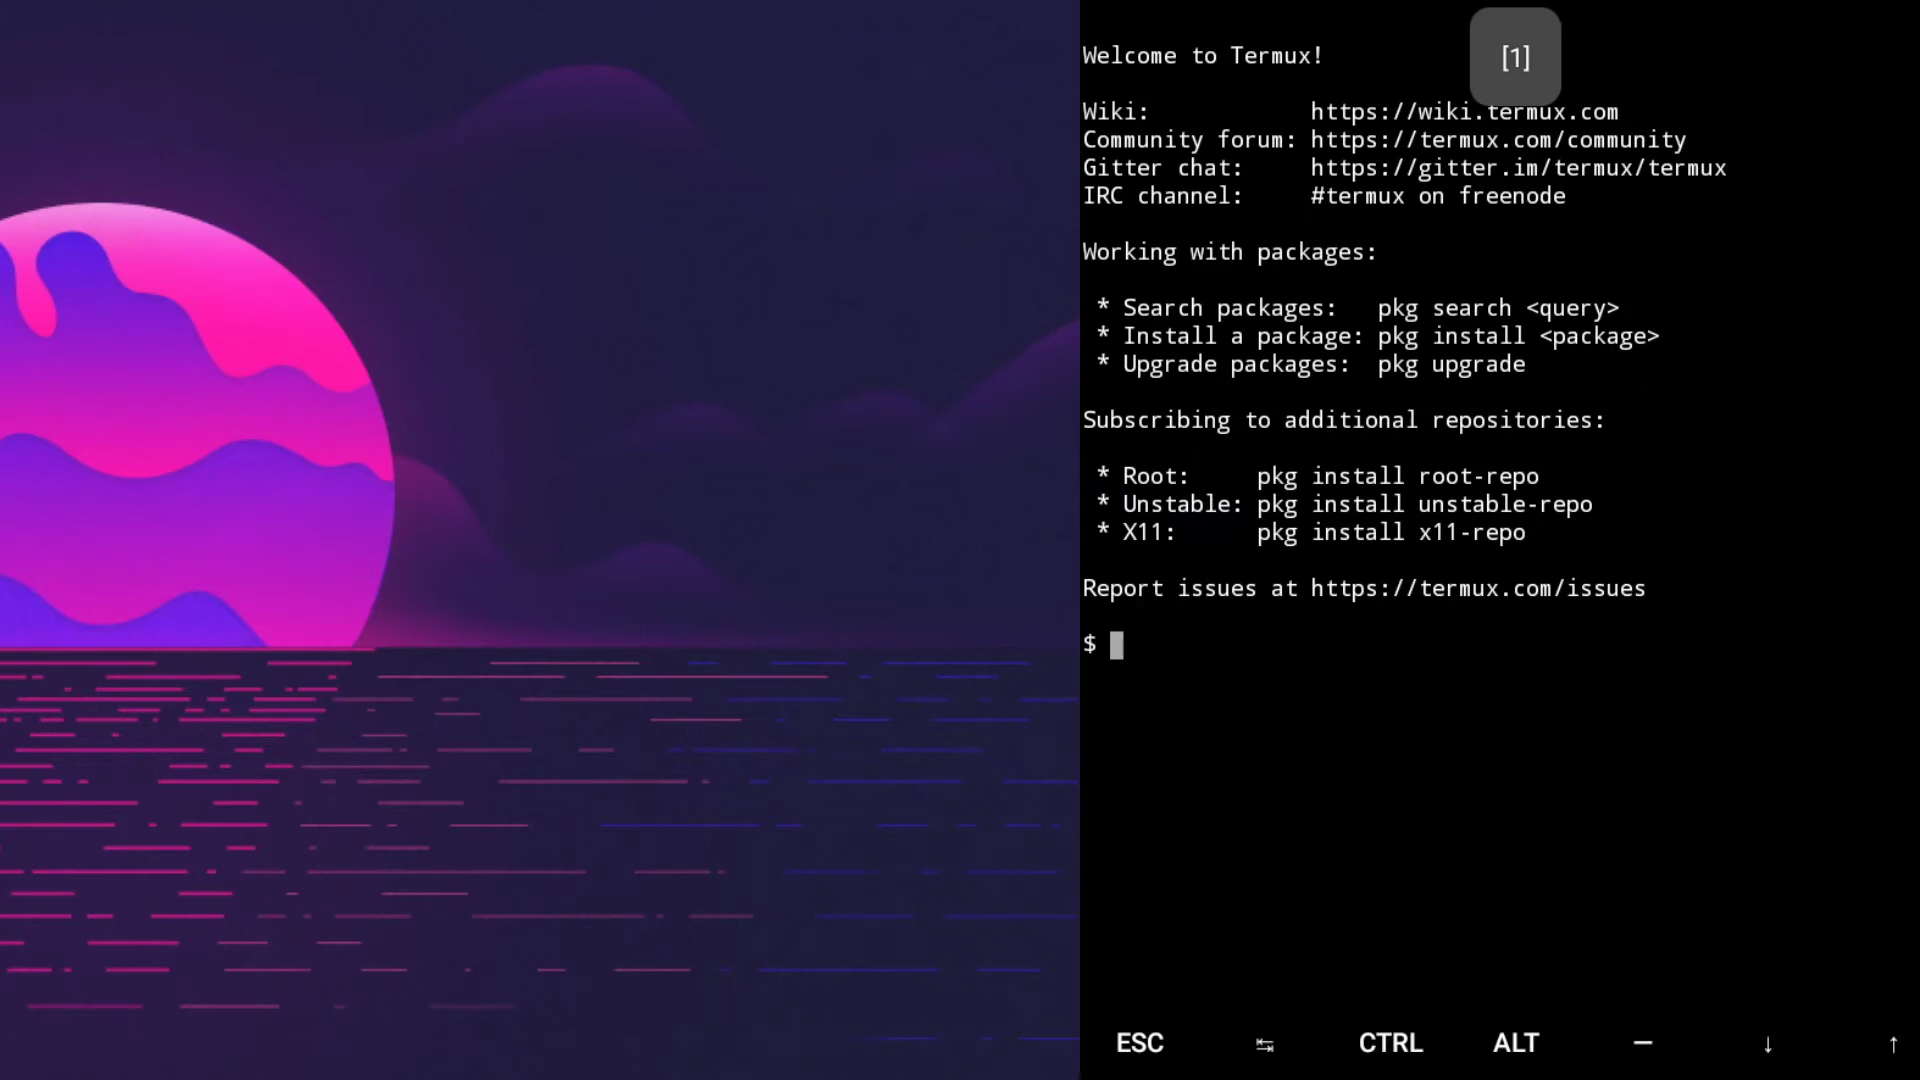 [1]
Welcome to Termux!
Wiki:            https://wiki.termux.com
Community forum: https://termux.com/community
Gitter chat:     https://gitter.im/termux/termux
IRC channel:     #termux on freenode
Working with packages:
 * Search packages:   pkg search <query>
 * Install a package: pkg install <package>
 * Upgrade packages:  pkg upgrade
Subscribing to additional repositories:
 * Root:     pkg install root-repo
 * Unstable: pkg install unstable-repo
 * X11:      pkg install x11-repo
Report issues at https://termux.com/issues
$
ESC ↹ CTRL ALT — ↓ ↑